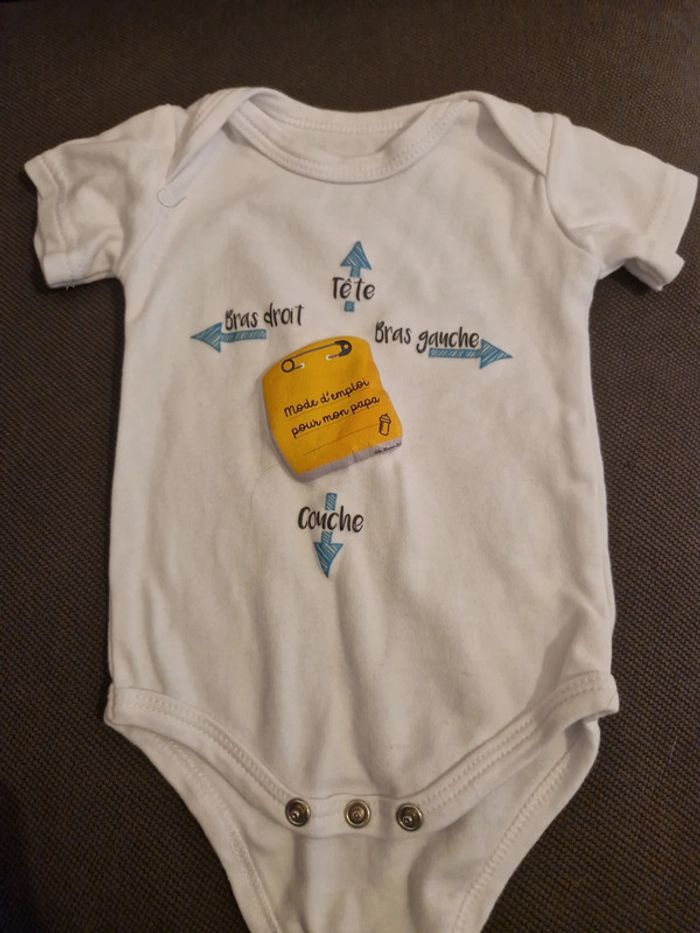 Tête
Bras droit
Bras gauche
Mode d'emploi
pour mon papa
Couche